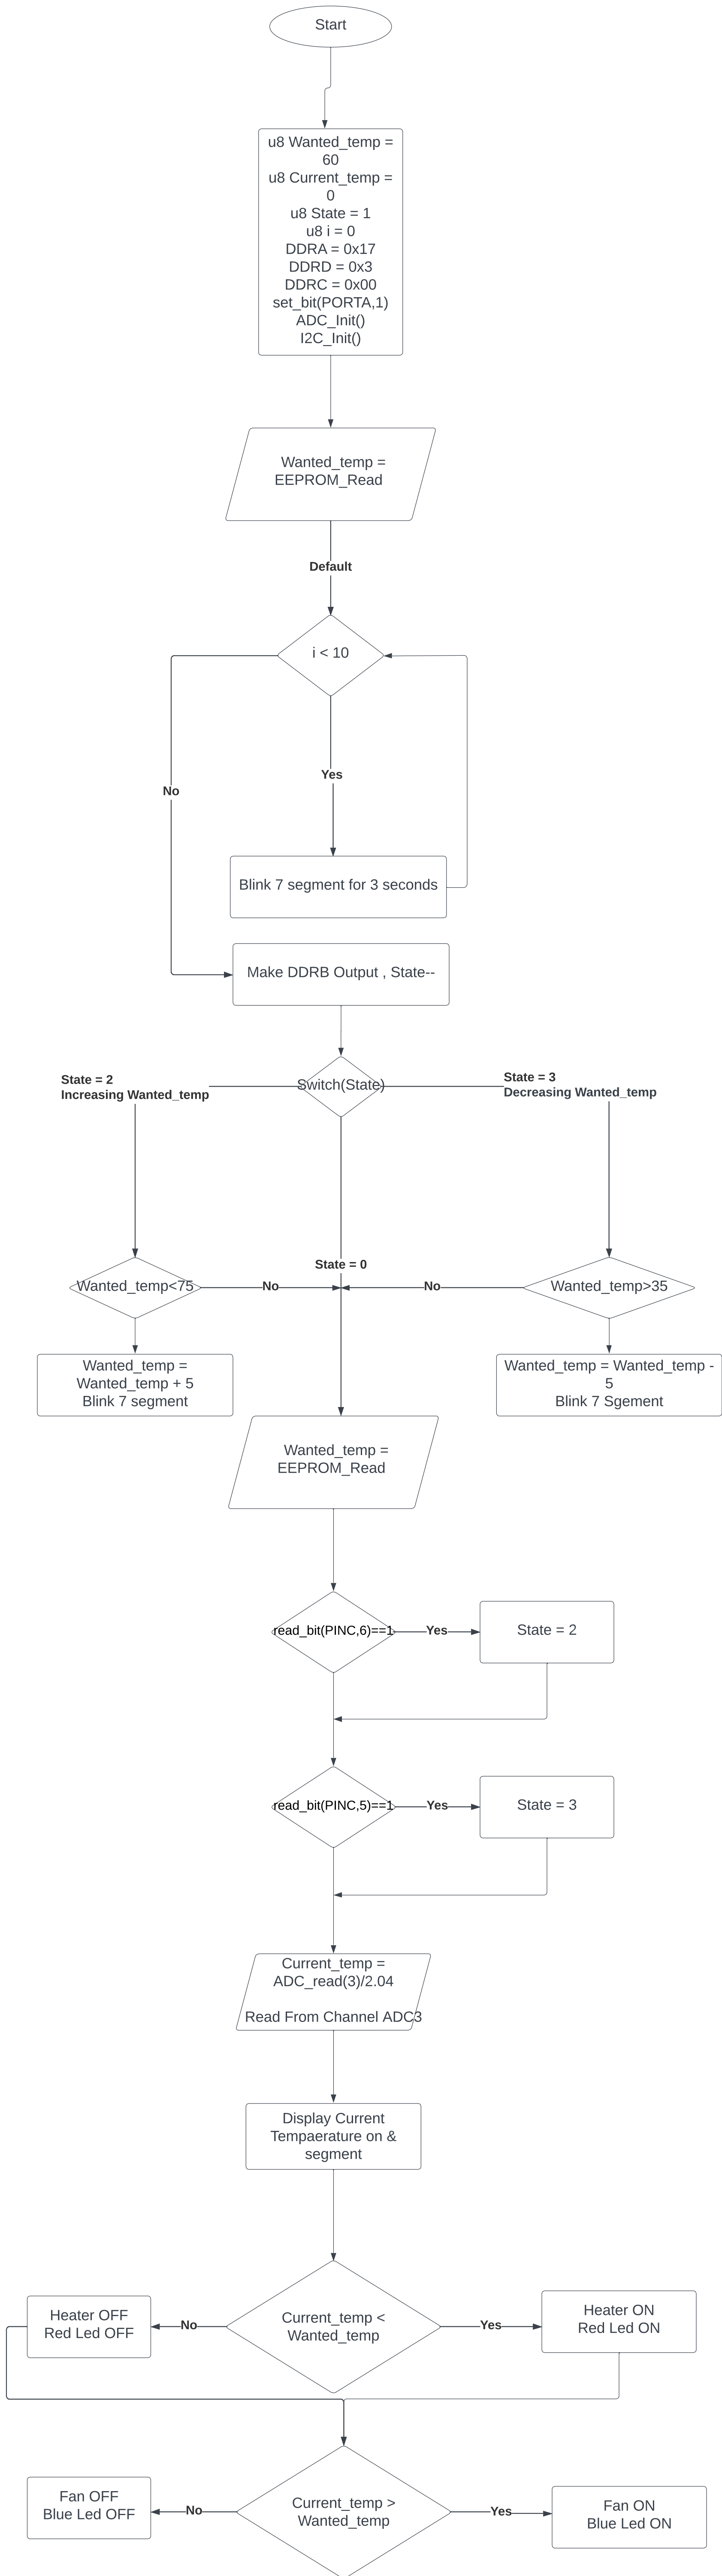 Start
u8 Wanted_temp =
60
u8 Current_temp =
0
u8 State = 1
u8 i = 0
DDRA = 0x17
DDRD = 0x3
DDRC = 0x00
set_bit(PORTA,1)
ADC_Init()
I2C_Init()
Wanted_temp =
EEPROM_Read
Default
i < 10
Yes
No
Blink 7 segment for 3 seconds
Make DDRB Output , State--
Switch(State)
State = 2
Increasing Wanted_temp
State = 3
Decreasing Wanted_temp
State = 0
Wanted_temp<75
No
No
Wanted_temp>35
Wanted_temp =
Wanted_temp + 5
Blink 7 segment
Wanted_temp = Wanted_temp -
5
Blink 7 Sgement
Wanted_temp =
EEPROM_Read
read_bit(PINC,6)==1
Yes
State = 2
read_bit(PINC,5)==1
Yes
State = 3
Current_temp =
ADC_read(3)/2.04
Read From Channel ADC3
Display Current
Tempaerature on &
segment
Heater OFF
Red Led OFF
No
Current_temp <
Wanted_temp
Yes
Heater ON
Red Led ON
Fan OFF
Blue Led OFF
No
Current_temp >
Wanted_temp
Yes
Fan ON
Blue Led ON